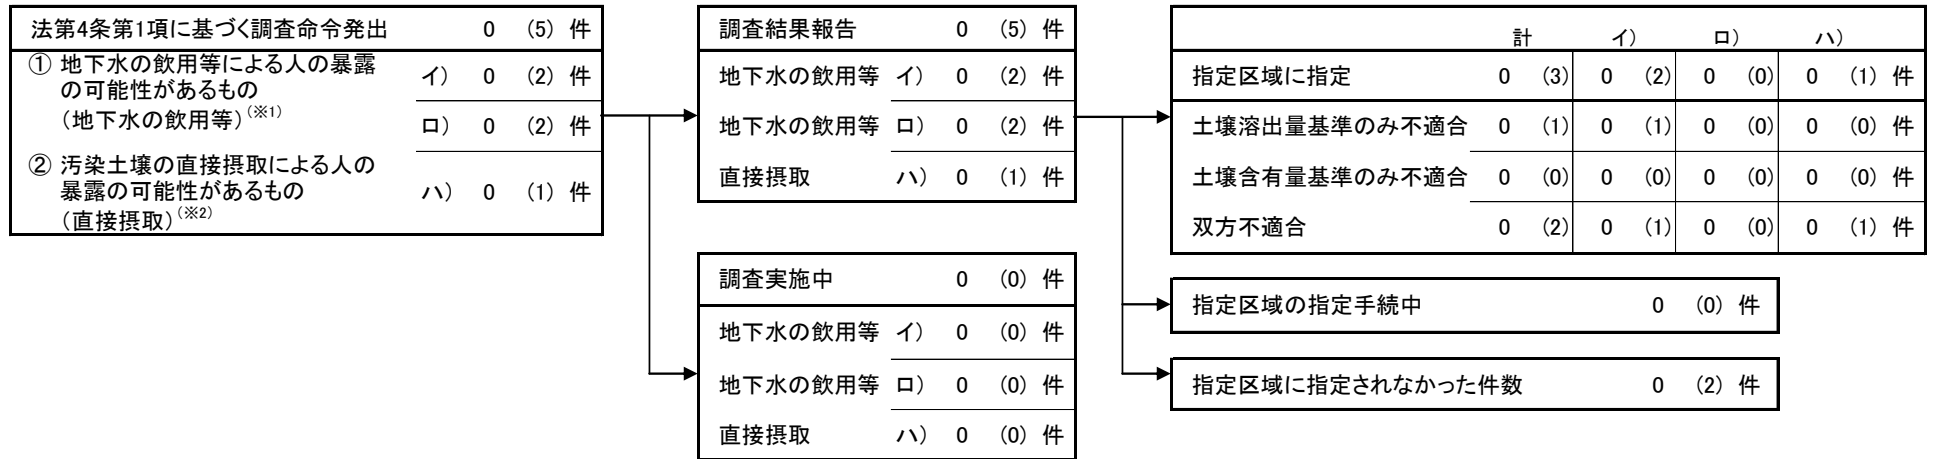 法第4条第1項に基づく調査命令発出 0 (5) 件
① 地下水の飲用等による人の暴露
の可能性があるもの
(地下水の飲用等)(※1)
イ) 0 (2) 件
ロ) 0 (2) 件
② 汚染土壌の直接摂取による人の
暴露の可能性があるもの
(直接摂取)(※2)
ハ) 0 (1) 件
調査結果報告 0 (5) 件
地下水の飲用等 イ) 0 (2) 件
地下水の飲用等 ロ) 0 (2) 件
直接摂取 ハ) 0 (1) 件
調査実施中 0 (0) 件
地下水の飲用等 イ) 0 (0) 件
地下水の飲用等 ロ) 0 (0) 件
直接摂取 ハ) 0 (0) 件
計 イ) ロ) ハ)
指定区域に指定 0 (3) 0 (2) 0 (0) 0 (1) 件
土壌溶出量基準のみ不適合 0 (1) 0 (1) 0 (0) 0 (0) 件
土壌含有量基準のみ不適合 0 (0) 0 (0) 0 (0) 0 (0) 件
双方不適合 0 (2) 0 (1) 0 (0) 0 (1) 件
指定区域の指定手続中 0 (0) 件
指定区域に指定されなかった件数 0 (2) 件